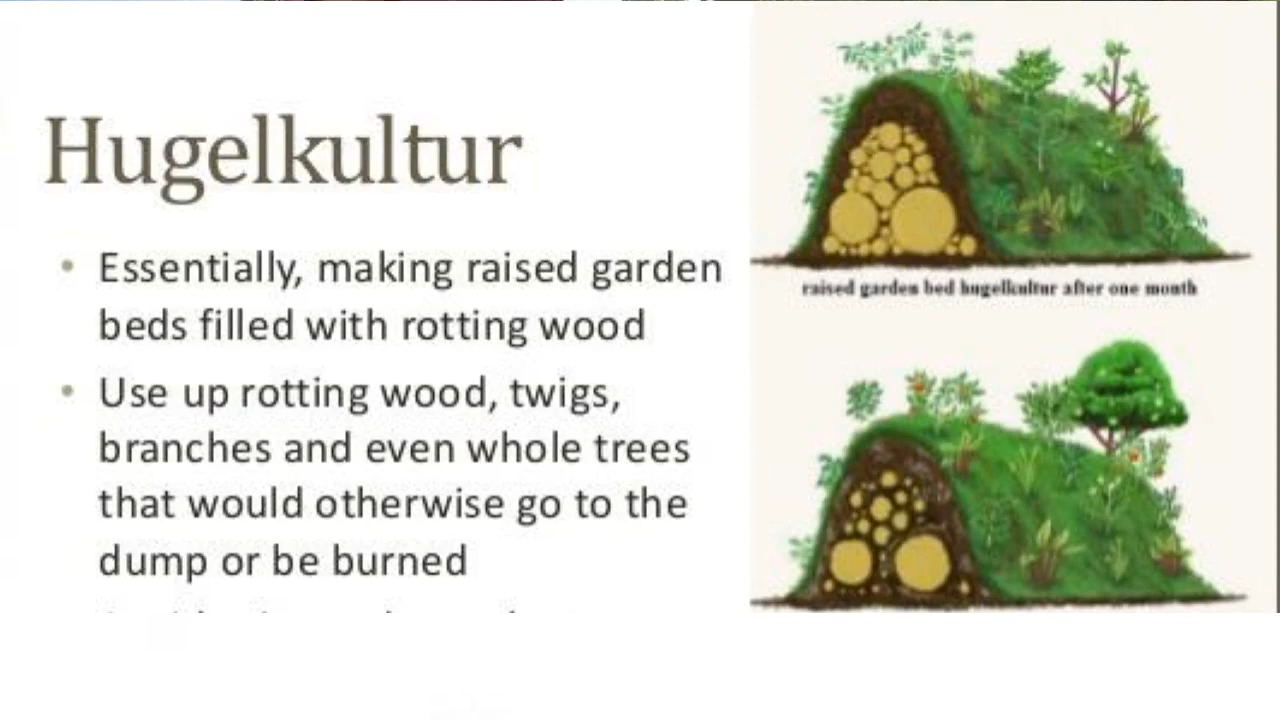 Hugelkultur
• Essentially, making raised garden
beds filled with rotting wood
• Use up rotting wood, twigs,
branches and even whole trees
that would otherwise go to the
dump or be burned
raised garden bed hugelkultur after one month